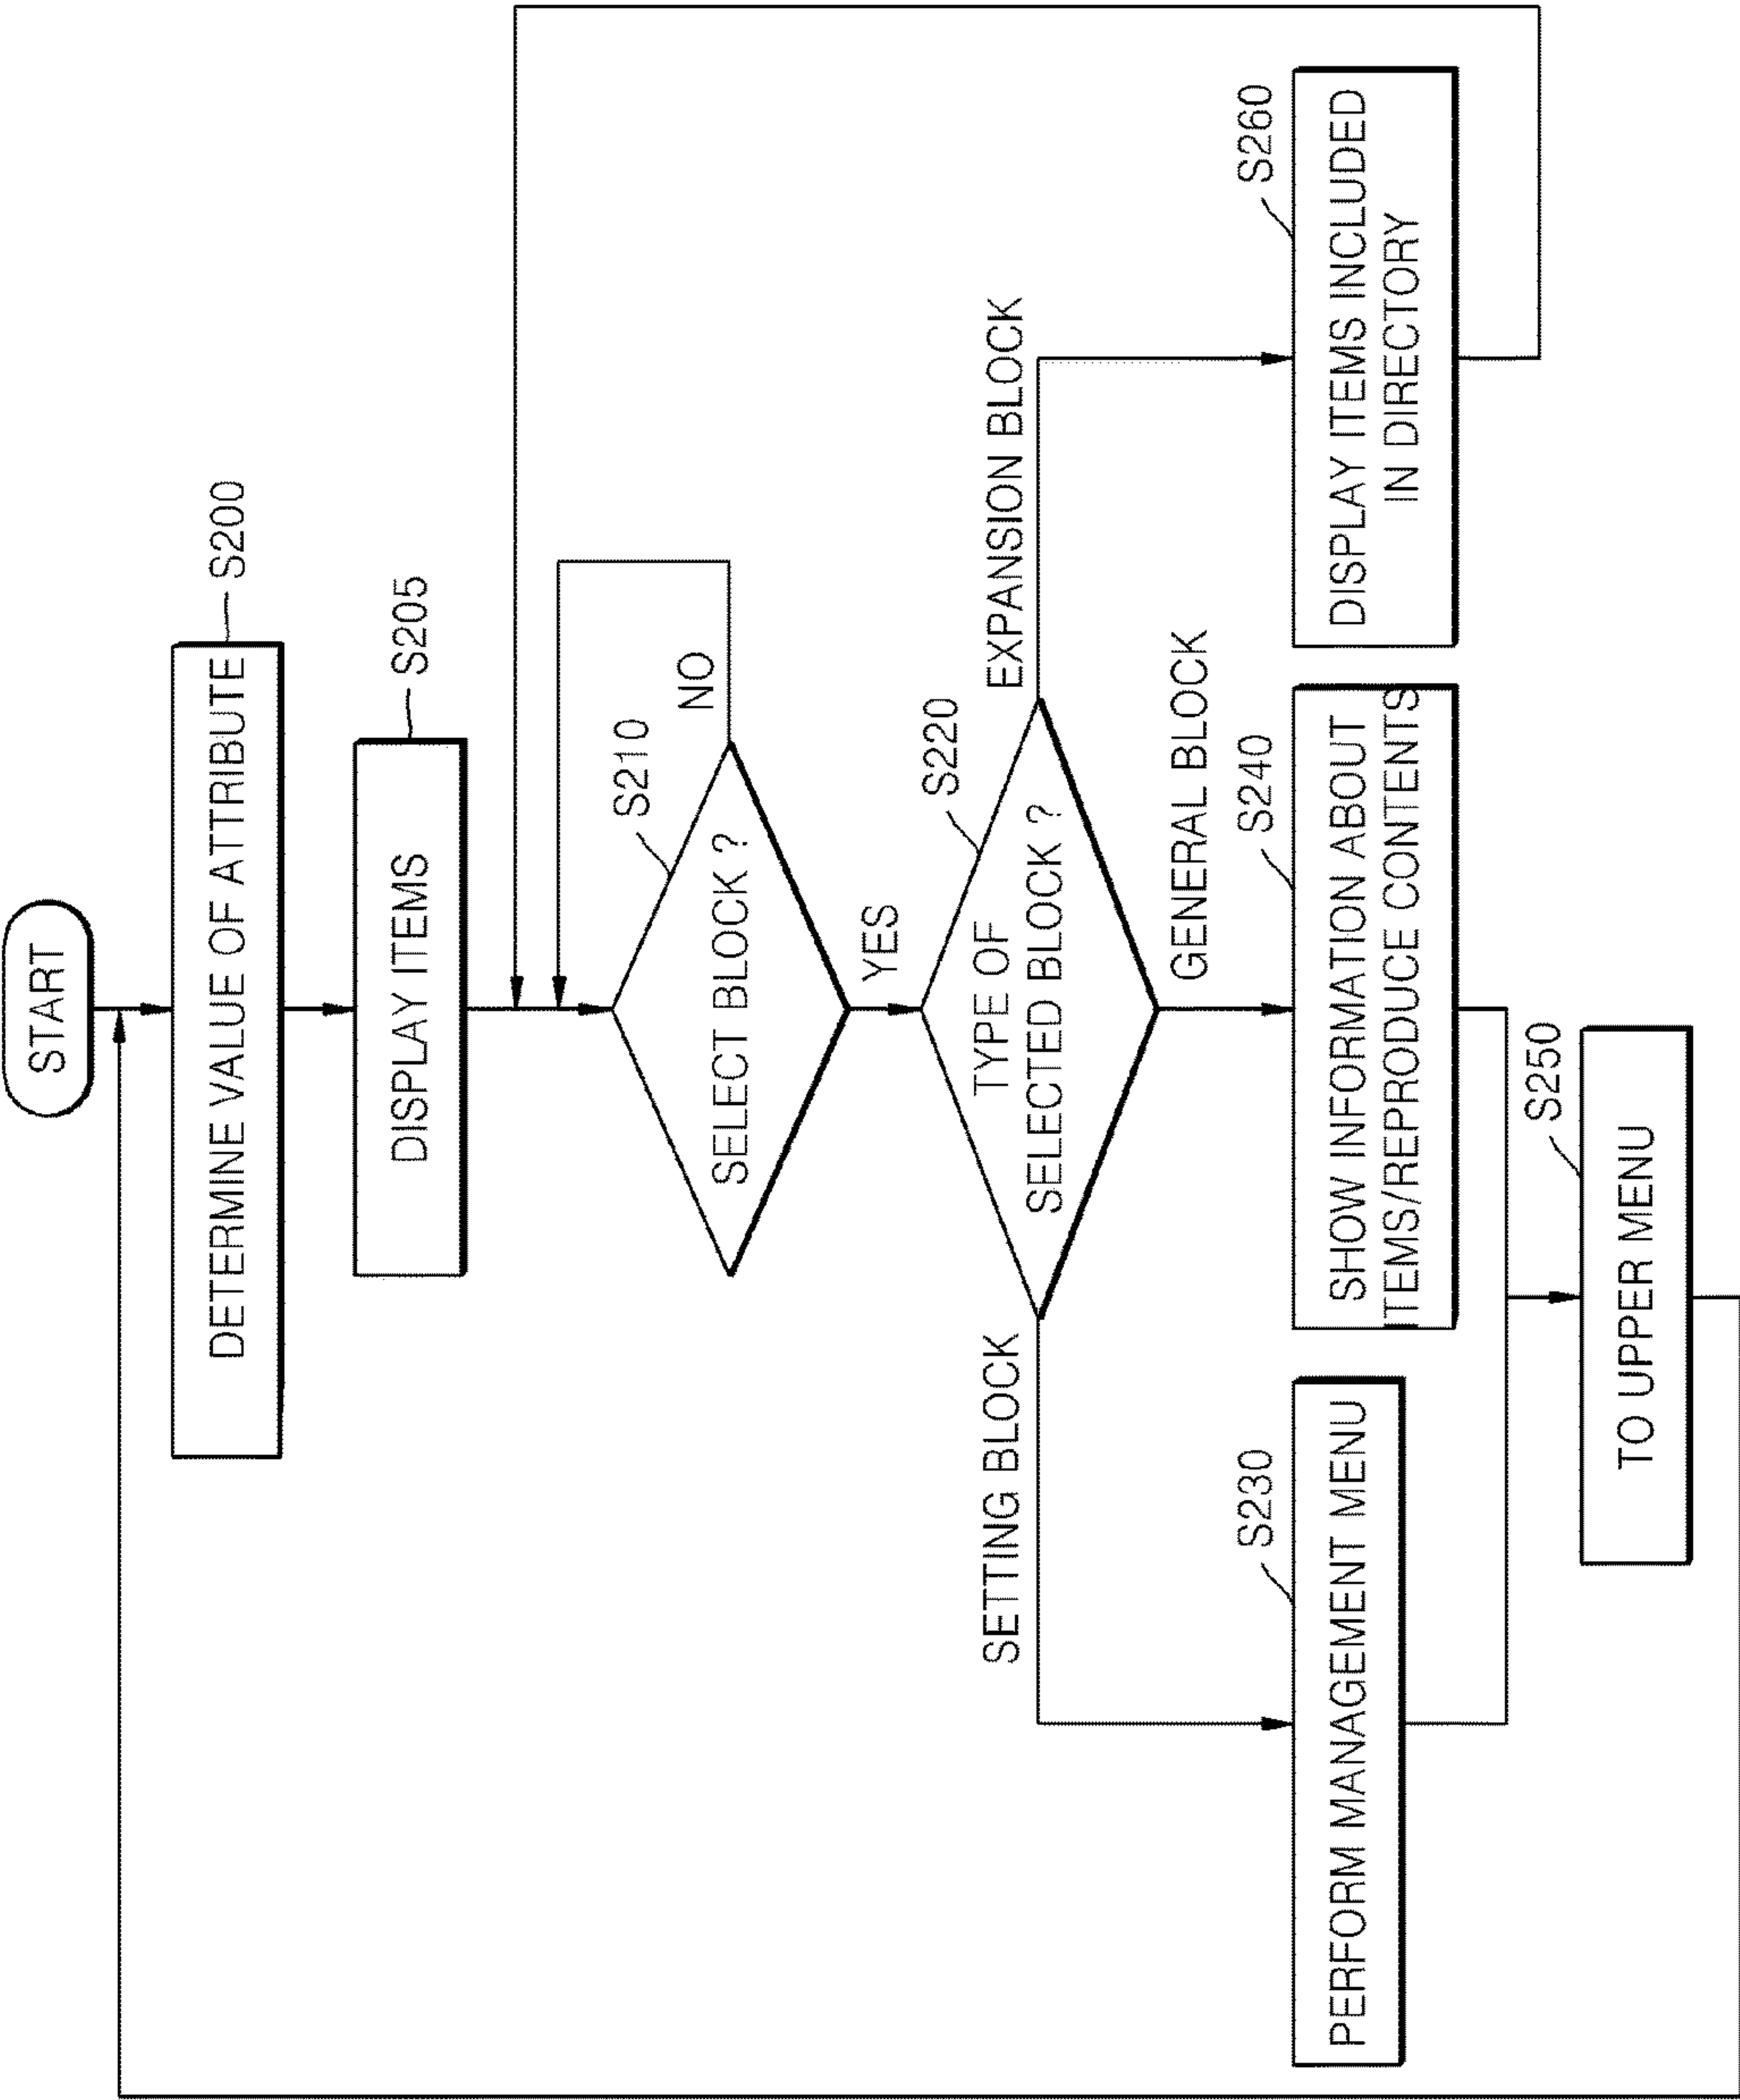 START
DETERMINE VALUE OF ATTRIBUTE
S200
DISPLAY ITEMS
S205
SELECT BLOCK ?
S210
NO
YES
TYPE OF
SELECTED BLOCK ?
S220
SETTING BLOCK
GENERAL BLOCK
EXPANSION BLOCK
PERFORM MANAGEMENT MENU
S230
SHOW INFORMATION ABOUT
ITEMS/REPRODUCE CONTENTS
S240
DISPLAY ITEMS INCLUDED
IN DIRECTORY
S260
TO UPPER MENU
S250